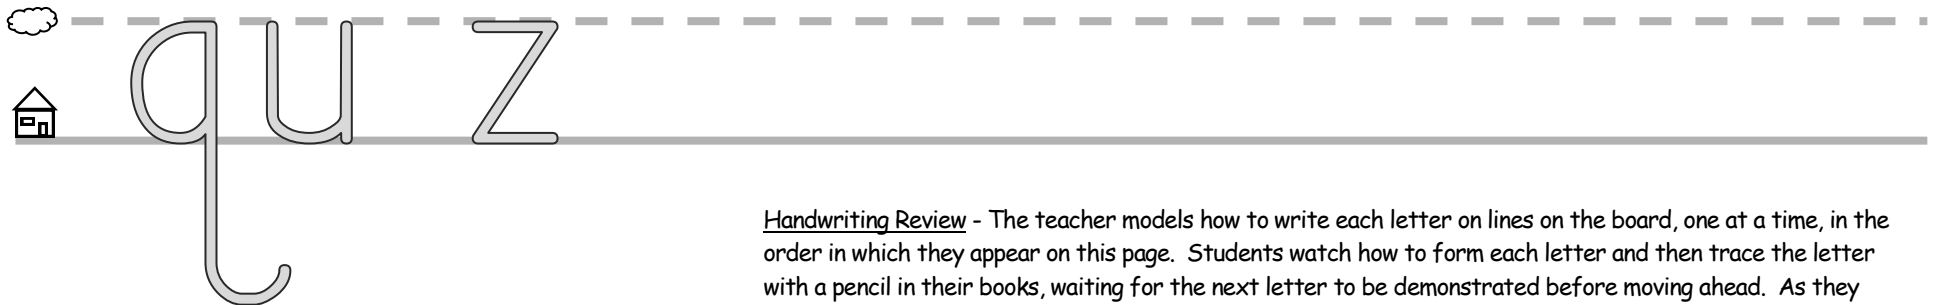 qu z
Handwriting Review - The teacher models how to write each letter on lines on the board, one at a time, in the
order in which they appear on this page. Students watch how to form each letter and then trace the letter
with a pencil in their books, waiting for the next letter to be demonstrated before moving ahead. As they